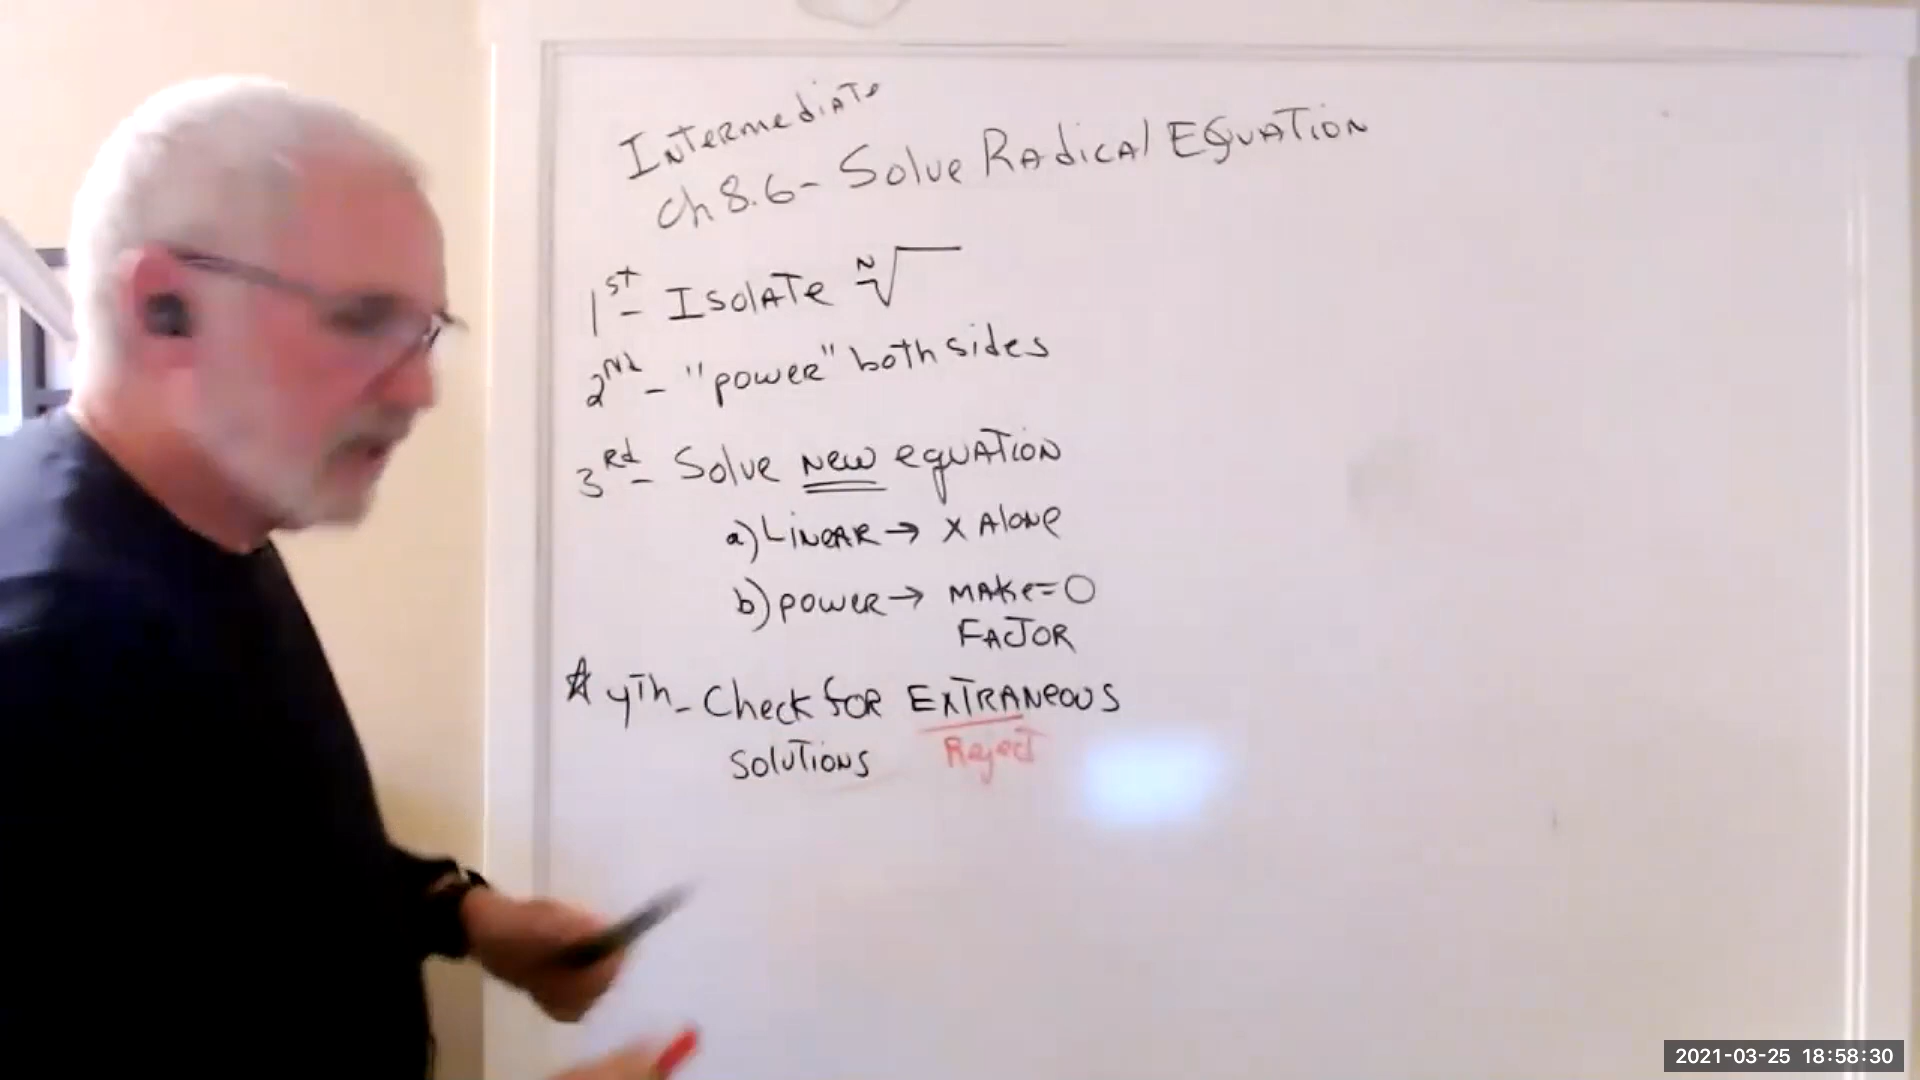 Intermediate
Ch 8.6 - Solve Radical Equation
1st - Isolate ᴺ√
2nd - "power" both sides
3rd - Solve New equation
a) Linear → x Alone
b) power → make = 0
Factor
☆ 4Th - Check for Extraneous
Solutions Reject
2021-03-25 18:58:30